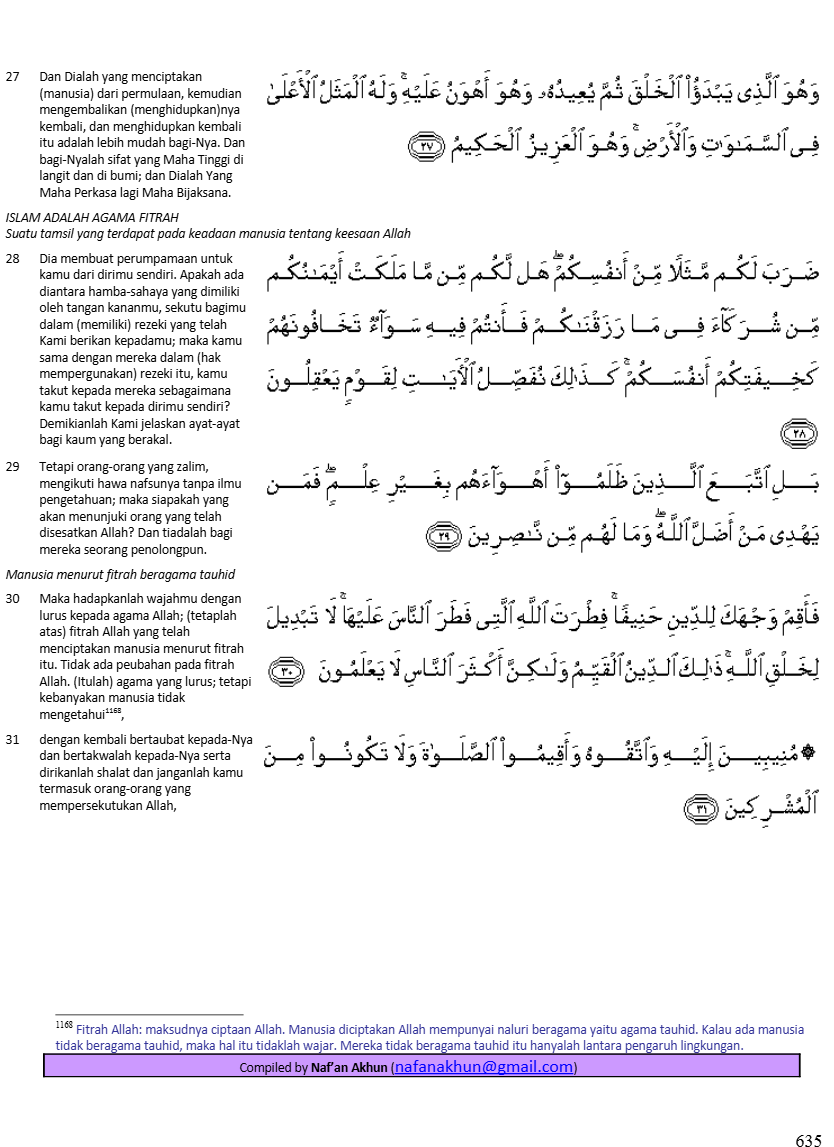 27 Dan Dialah yang menciptakan
(manusia) dari permulaan, kemudian
mengembalikan (menghidupkan)nya
kembali, dan menghidupkan kembali
itu adalah lebih mudah bagi-Nya. Dan
bagi-Nyalah sifat yang Maha Tinggi di
langit dan di bumi; dan Dialah Yang
Maha Perkasa lagi Maha Bijaksana.
وَهُوَ ٱلَّذِى يَبْدَؤُا۟ ٱلْخَلْقَ ثُمَّ يُعِيدُهُۥ وَهُوَ أَهْوَنُ عَلَيْهِ ۚ وَلَهُ ٱلْمَثَلُ ٱلْأَعْلَىٰ
فِى ٱلسَّمَـٰوَٰتِ وَٱلْأَرْضِ ۚ وَهُوَ ٱلْعَزِيزُ ٱلْحَكِيمُ ٢٧
ISLAM ADALAH AGAMA FITRAH
Suatu tamsil yang terdapat pada keadaan manusia tentang keesaan Allah
28 Dia membuat perumpamaan untuk
kamu dari dirimu sendiri. Apakah ada
diantara hamba-sahaya yang dimiliki
oleh tangan kananmu, sekutu bagimu
dalam (memiliki) rezeki yang telah
Kami berikan kepadamu; maka kamu
sama dengan mereka dalam (hak
mempergunakan) rezeki itu, kamu
takut kepada mereka sebagaimana
kamu takut kepada dirimu sendiri?
Demikianlah Kami jelaskan ayat-ayat
bagi kaum yang berakal.
ضَرَبَ لَكُم مَّثَلًا مِّنْ أَنفُسِكُمْ ۖ هَل لَّكُم مِّن مَّا مَلَكَتْ أَيْمَـٰنُكُم
مِّن شُرَكَآءَ فِى مَا رَزَقْنَـٰكُمْ فَأَنتُمْ فِيهِ سَوَآءٌ تَخَافُونَهُمْ
كَخِيفَتِكُمْ أَنفُسَكُمْ ۚ كَذَٰلِكَ نُفَصِّلُ ٱلْـَٔايَـٰتِ لِقَوْمٍ يَعْقِلُونَ
٢٨
29 Tetapi orang-orang yang zalim,
mengikuti hawa nafsunya tanpa ilmu
pengetahuan; maka siapakah yang
akan menunjuki orang yang telah
disesatkan Allah? Dan tiadalah bagi
mereka seorang penolongpun.
بَلِ ٱتَّبَعَ ٱلَّذِينَ ظَلَمُوٓا۟ أَهْوَآءَهُم بِغَيْرِ عِلْمٍ ۖ فَمَن
يَهْدِى مَنْ أَضَلَّ ٱللَّهُ ۖ وَمَا لَهُم مِّن نَّـٰصِرِينَ ٢٩
Manusia menurut fitrah beragama tauhid
30 Maka hadapkanlah wajahmu dengan
lurus kepada agama Allah; (tetaplah
atas) fitrah Allah yang telah
menciptakan manusia menurut fitrah
itu. Tidak ada peubahan pada fitrah
Allah. (Itulah) agama yang lurus; tetapi
kebanyakan manusia tidak
mengetahui1168,
فَأَقِمْ وَجْهَكَ لِلدِّينِ حَنِيفًا ۚ فِطْرَتَ ٱللَّهِ ٱلَّتِى فَطَرَ ٱلنَّاسَ عَلَيْهَا ۚ لَا تَبْدِيلَ
لِخَلْقِ ٱللَّهِ ۚ ذَٰلِكَ ٱلدِّينُ ٱلْقَيِّمُ وَلَـٰكِنَّ أَكْثَرَ ٱلنَّاسِ لَا يَعْلَمُونَ ٣٠
31 dengan kembali bertaubat kepada-Nya
dan bertakwalah kepada-Nya serta
dirikanlah shalat dan janganlah kamu
termasuk orang-orang yang
mempersekutukan Allah,
۞ مُنِيبِينَ إِلَيْهِ وَٱتَّقُوهُ وَأَقِيمُوا۟ ٱلصَّلَوٰةَ وَلَا تَكُونُوا۟ مِنَ
ٱلْمُشْرِكِينَ ٣١
1168 Fitrah Allah: maksudnya ciptaan Allah. Manusia diciptakan Allah mempunyai naluri beragama yaitu agama tauhid. Kalau ada manusia
tidak beragama tauhid, maka hal itu tidaklah wajar. Mereka tidak beragama tauhid itu hanyalah lantara pengaruh lingkungan.
Compiled by Naf'an Akhun (nafanakhun@gmail.com)
635